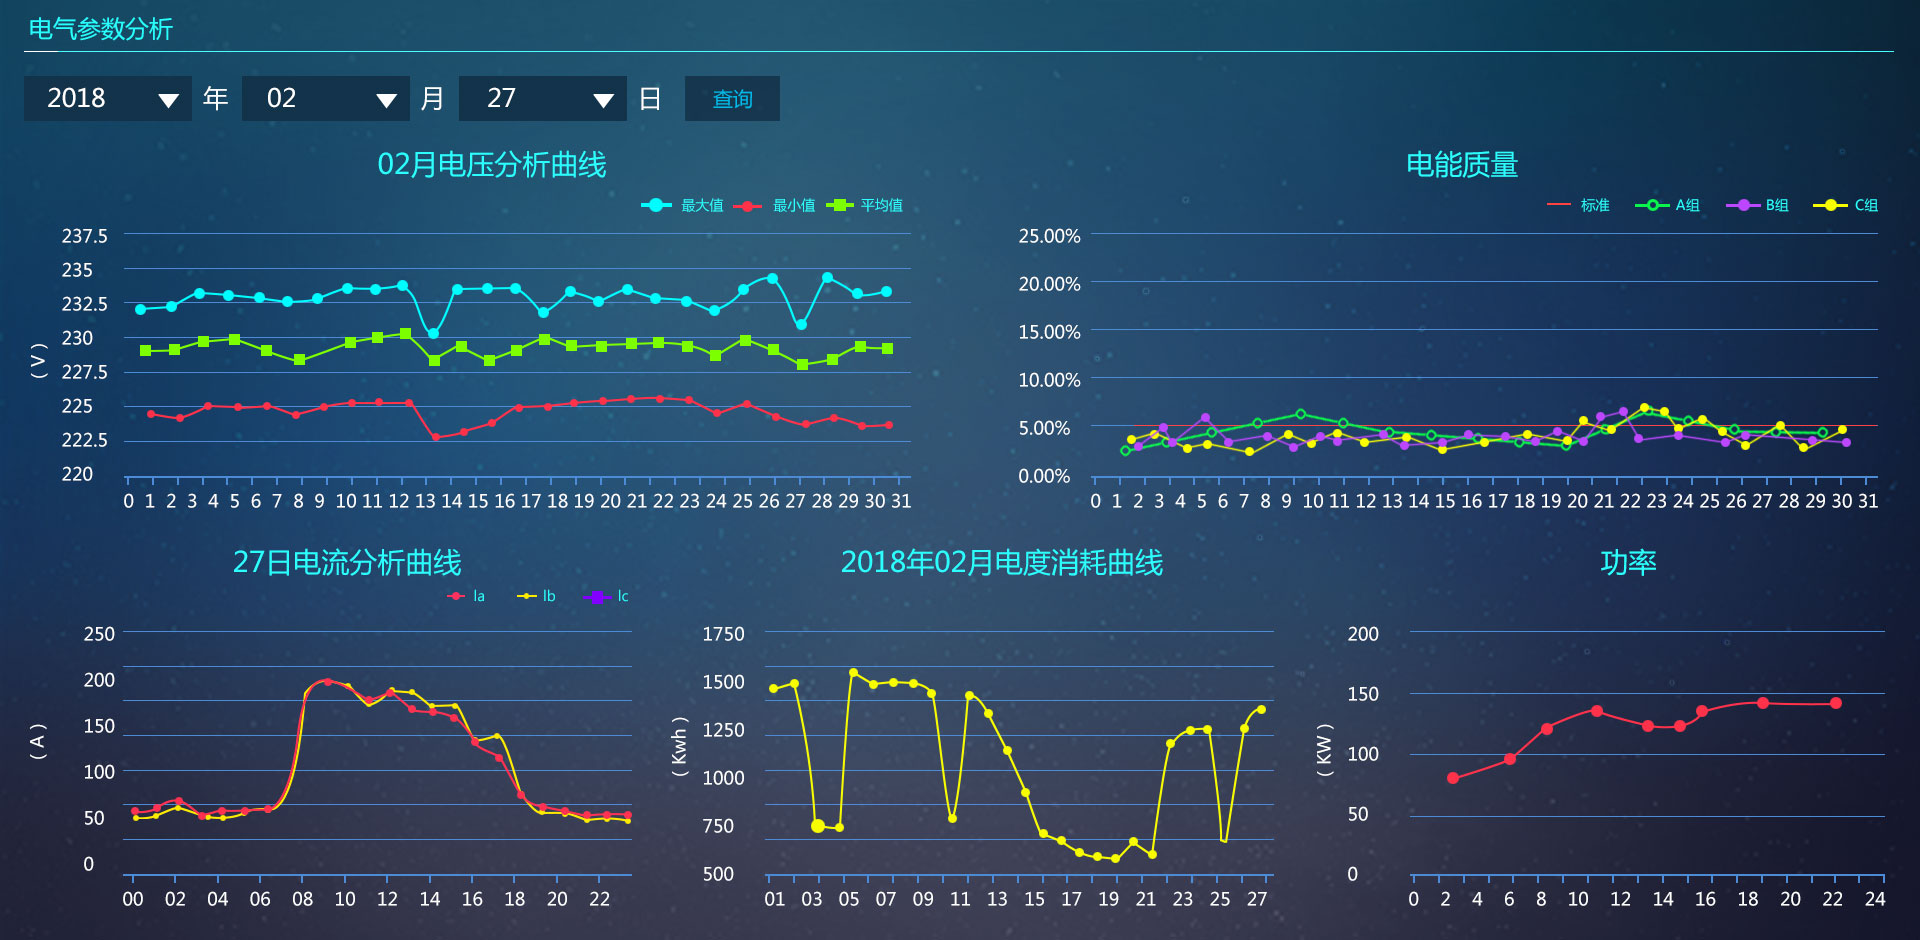 电气参数分析
2018 年 02 月 27 日 查询
02月电压分析曲线
最大值 最小值 平均值
237.5
235
232.5
230
227.5
225
222.5
220
( V )
0 1 2 3 4 5 6 8 9 10 11 12 13 14 15 17 18 19 20 21 22 23 24 25 26 27 28 29 30 31
电能质量
标准 A组 B组 C组
25.00%
20.00%
15.00%
10.00%
5.00%
0.00%
0 1 2 3 4 5 6 7 8 9 10 11 12 13 14 15 16 17 18 19 20 21 22 23 24 25 26 27 28 29 30 31
27日电流分析曲线
Ia Ib Ic
250
200
150
100
50
0
( A )
00 02 04 06 08 10 12 14 16 18 20 22
2018年02月电度消耗曲线
1750
1500
1250
1000
750
500
( Kwh )
01 03 05 07 09 11 13 15 17 19 21 23 25 27
功率
200
150
100
50
0
( KW )
0 2 4 6 8 10 12 14 16 18 20 22 24